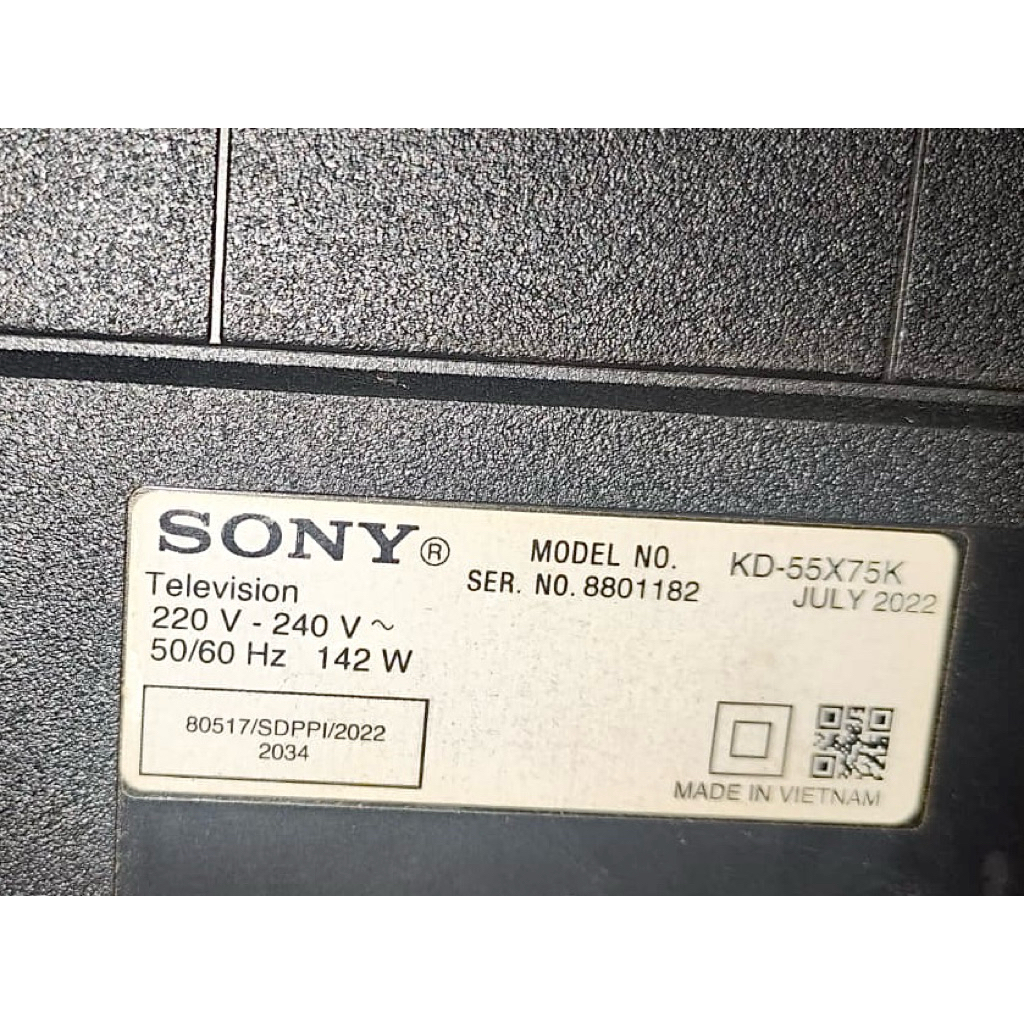 SONY®
MODEL NO. KD-55X75K
SER. NO. 8801182 JULY 2022
Television
220 V - 240 V ~
50/60 Hz 142 W
80517/SDPPI/2022
2034
MADE IN VIETNAM